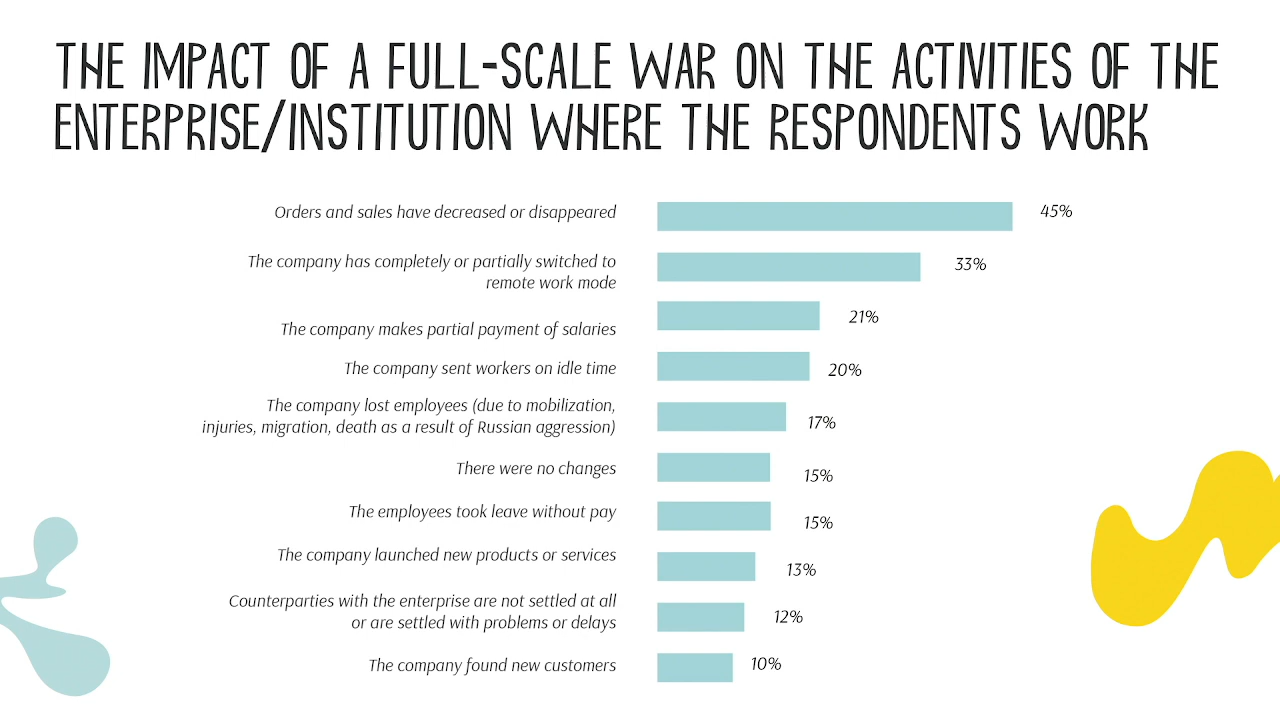 THE IMPACT OF A FULL-SCALE WAR ON THE ACTIVITIES OF THE
ENTERPRISE/INSTITUTION WHERE THE RESPONDENTS WORK
Orders and sales have decreased or disappeared
45%
The company has completely or partially switched to
remote work mode
33%
The company makes partial payment of salaries
21%
The company sent workers on idle time
20%
The company lost employees (due to mobilization,
injuries, migration, death as a result of Russian aggression)
17%
There were no changes
15%
The employees took leave without pay
15%
The company launched new products or services
13%
Counterparties with the enterprise are not settled at all
or are settled with problems or delays
12%
The company found new customers
10%